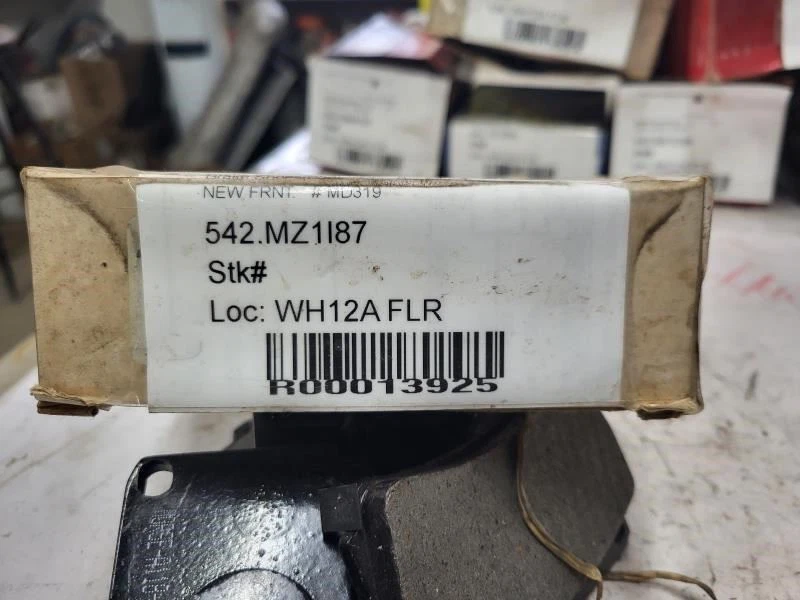 NEW FRNT. # MD319
542.MZ1I87
Stk#
Loc: WH12A FLR
R00013925